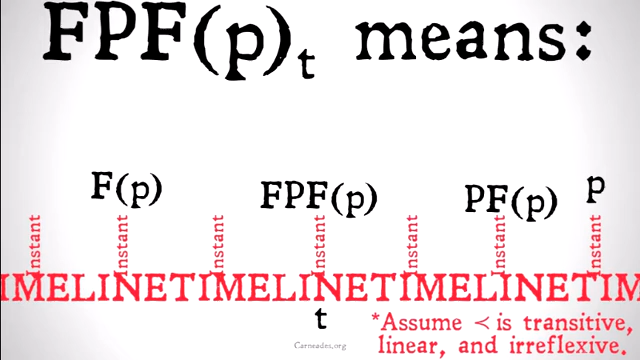 FPF(p)t means:
F(p) FPF(p) PF(p) p
Instant Instant Instant Instant Instant Instant Instant
TIMELINETIMELINETIMELINETIM
t
*Assume ≺ is transitive,
linear, and irreflexive.
Carneades.org